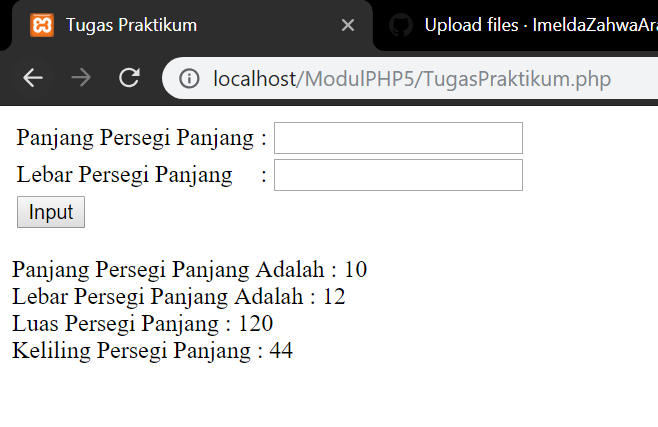 Tugas Praktikum
Upload files · ImeldaZahwaAra
localhost/ModulPHP5/TugasPraktikum.php
Panjang Persegi Panjang :
Lebar Persegi Panjang :
Input
Panjang Persegi Panjang Adalah : 10
Lebar Persegi Panjang Adalah : 12
Luas Persegi Panjang : 120
Keliling Persegi Panjang : 44